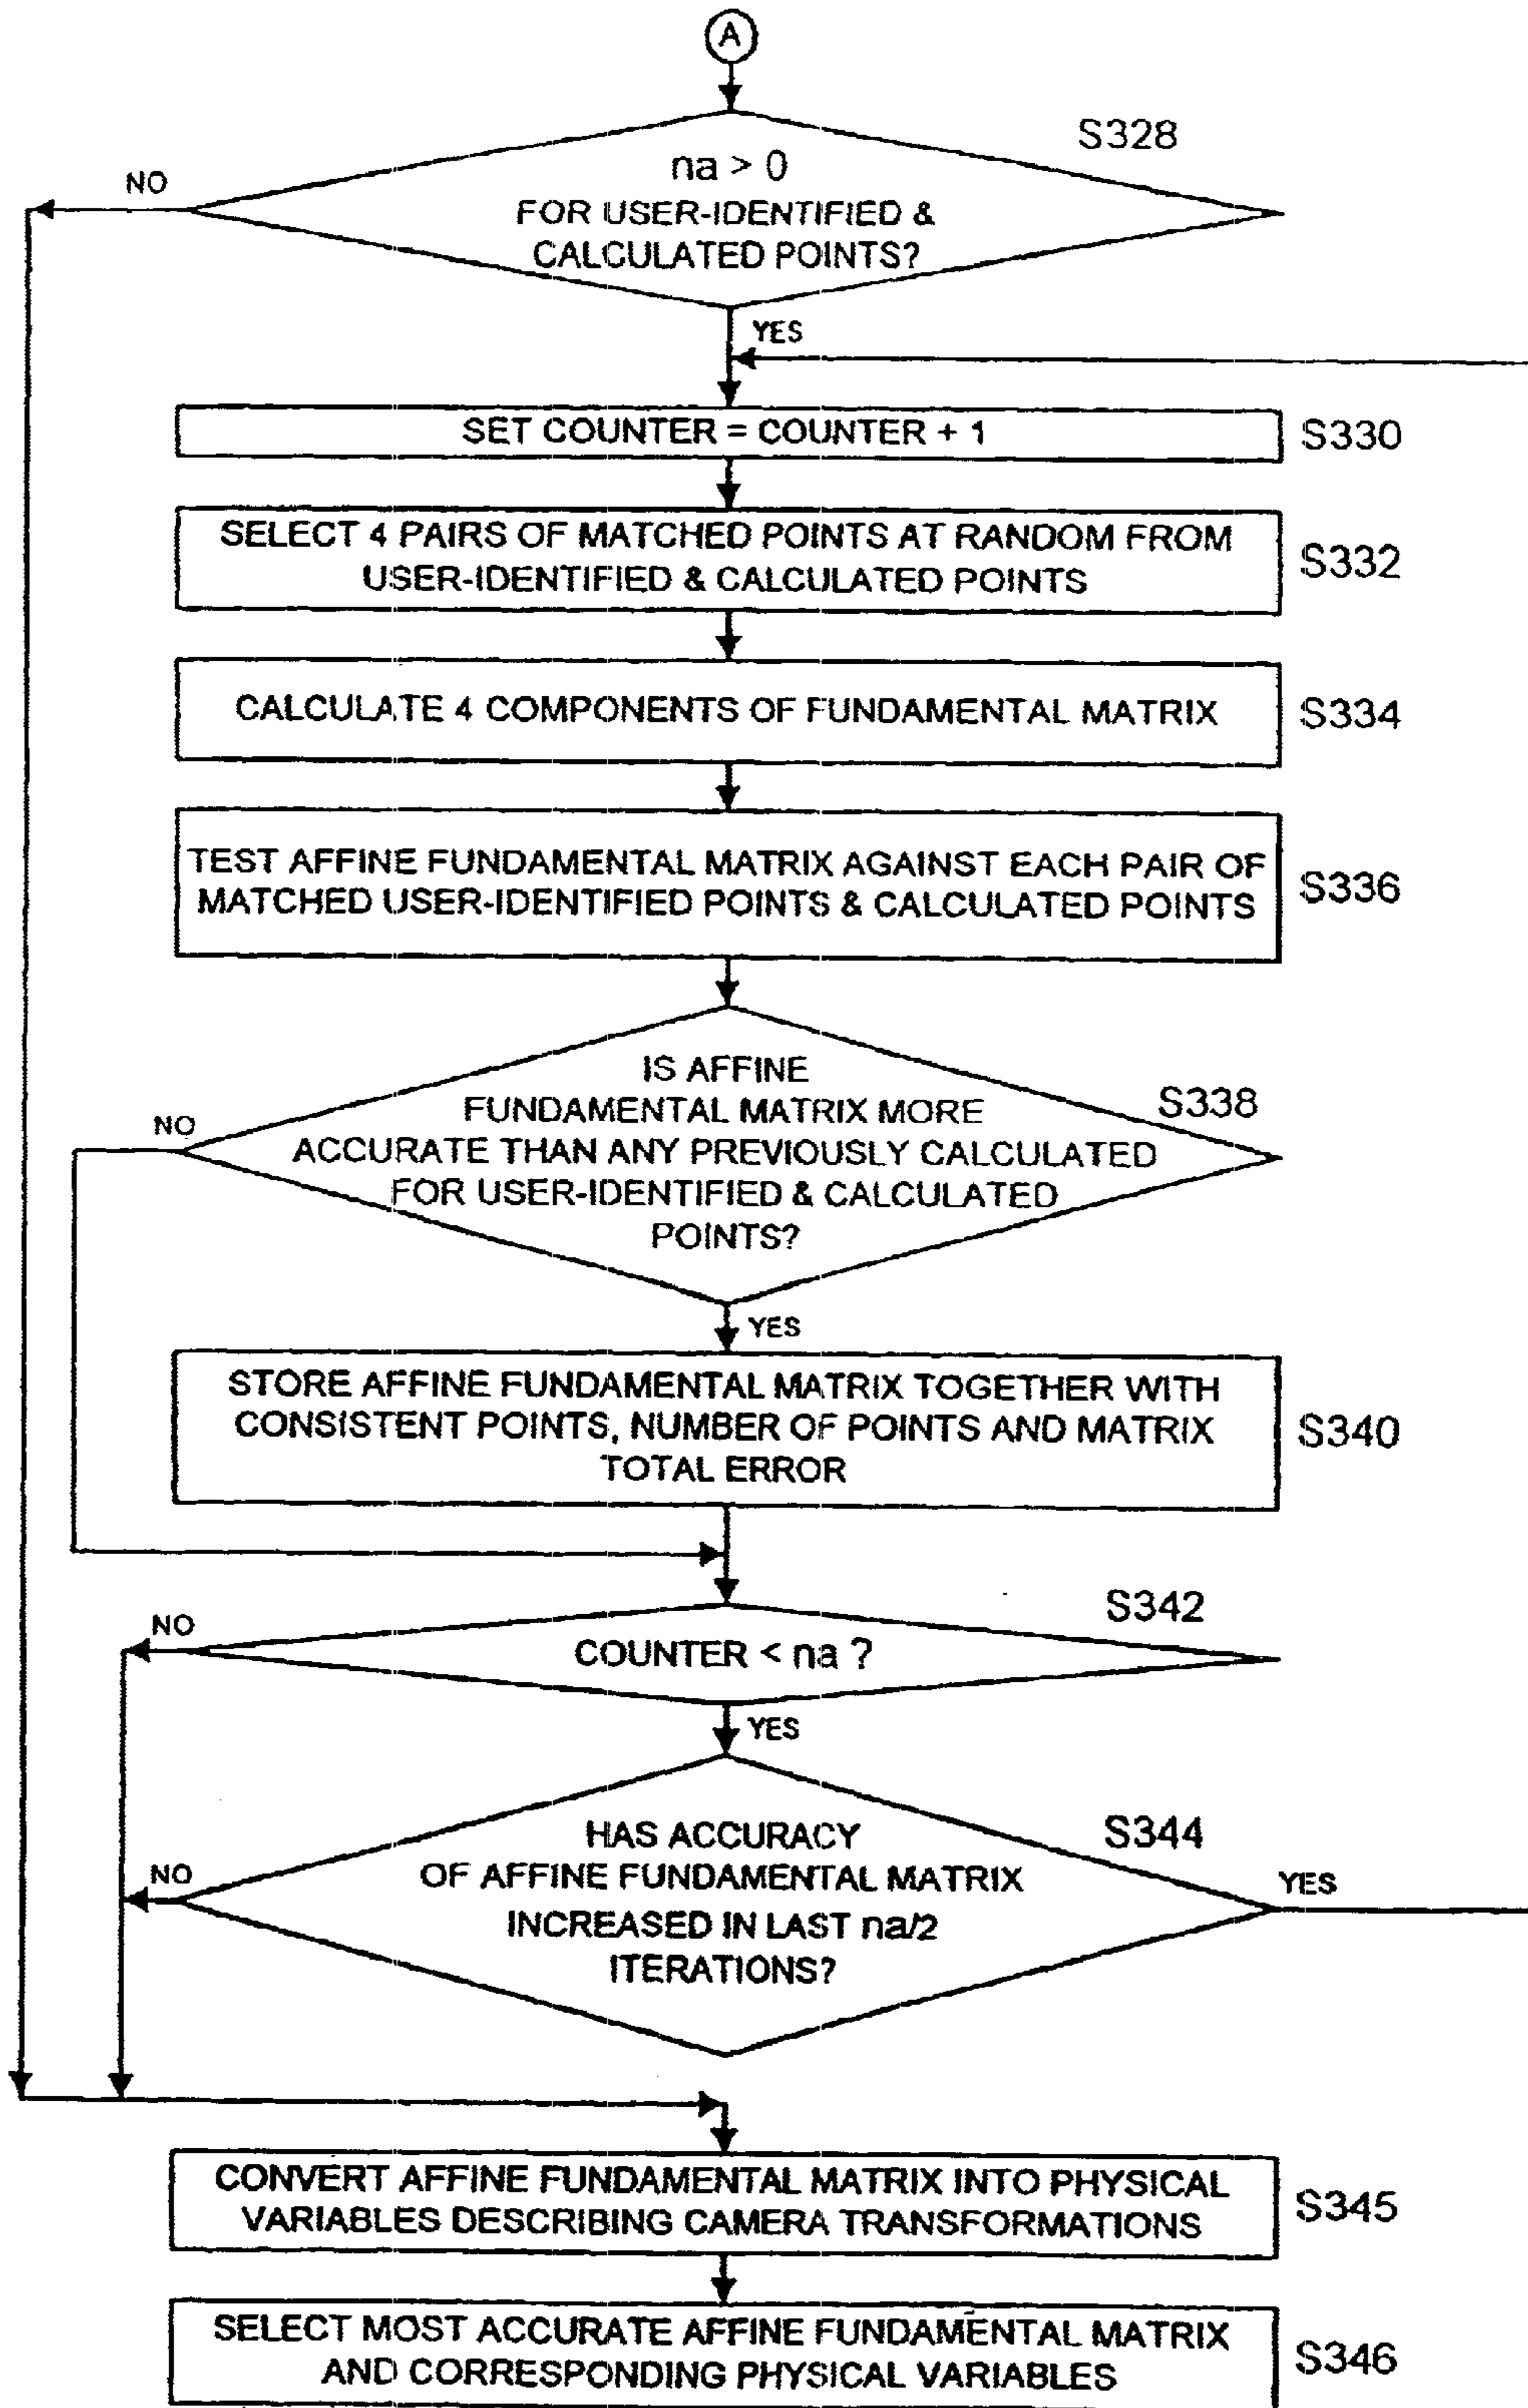 A
S328
na > 0
NO
FOR USER-IDENTIFIED &
CALCULATED POINTS?
YES
SET COUNTER = COUNTER + 1
S330
SELECT 4 PAIRS OF MATCHED POINTS AT RANDOM FROM
USER-IDENTIFIED & CALCULATED POINTS
S332
CALCULATE 4 COMPONENTS OF FUNDAMENTAL MATRIX
S334
TEST AFFINE FUNDAMENTAL MATRIX AGAINST EACH PAIR OF
MATCHED USER-IDENTIFIED POINTS & CALCULATED POINTS
S336
IS AFFINE
FUNDAMENTAL MATRIX MORE
S338
NO
ACCURATE THAN ANY PREVIOUSLY CALCULATED
FOR USER-IDENTIFIED & CALCULATED
POINTS?
YES
STORE AFFINE FUNDAMENTAL MATRIX TOGETHER WITH
CONSISTENT POINTS, NUMBER OF POINTS AND MATRIX
TOTAL ERROR
S340
S342
NO
COUNTER < na ?
YES
HAS ACCURACY
S344
NO
OF AFFINE FUNDAMENTAL MATRIX
YES
INCREASED IN LAST na/2
ITERATIONS?
CONVERT AFFINE FUNDAMENTAL MATRIX INTO PHYSICAL
VARIABLES DESCRIBING CAMERA TRANSFORMATIONS
S345
SELECT MOST ACCURATE AFFINE FUNDAMENTAL MATRIX
AND CORRESPONDING PHYSICAL VARIABLES
S346